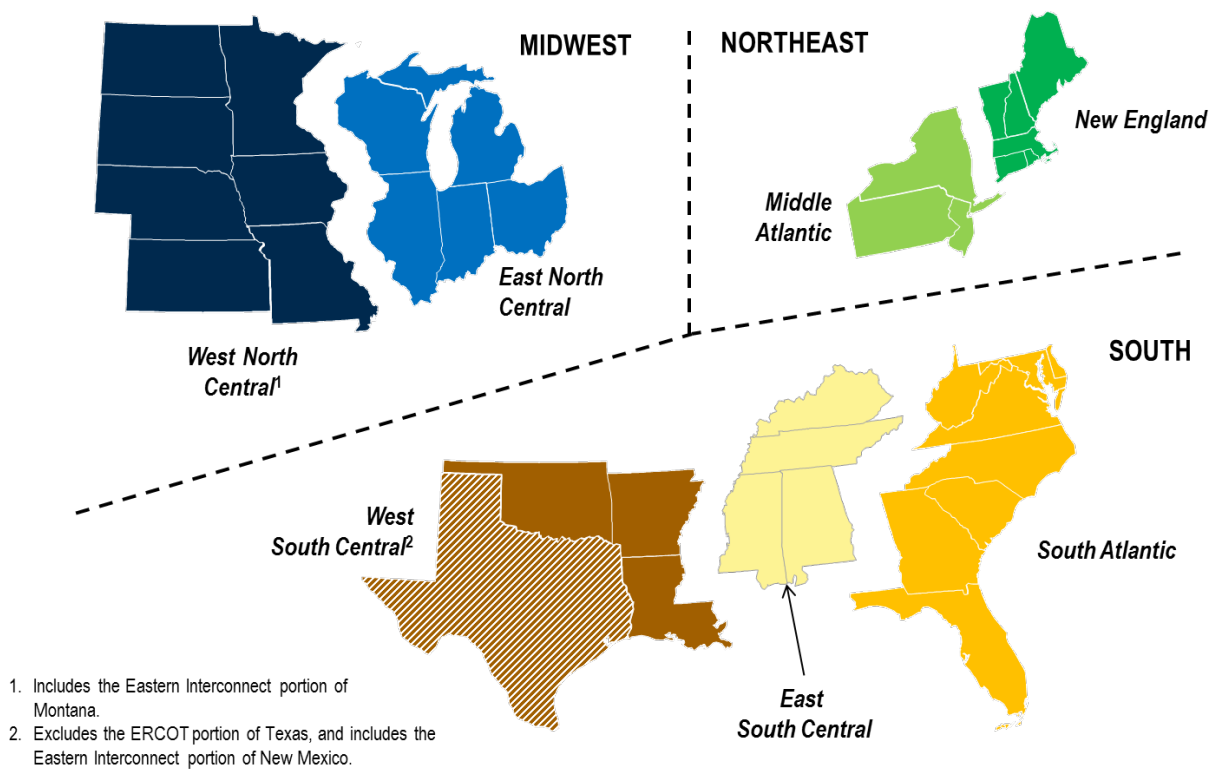 MIDWEST
NORTHEAST
New England
Middle
Atlantic
East North
Central
West North
Central¹
SOUTH
West
South Central²
South Atlantic
East
South Central
1. Includes the Eastern Interconnect portion of
Montana.
2. Excludes the ERCOT portion of Texas, and includes the
Eastern Interconnect portion of New Mexico.